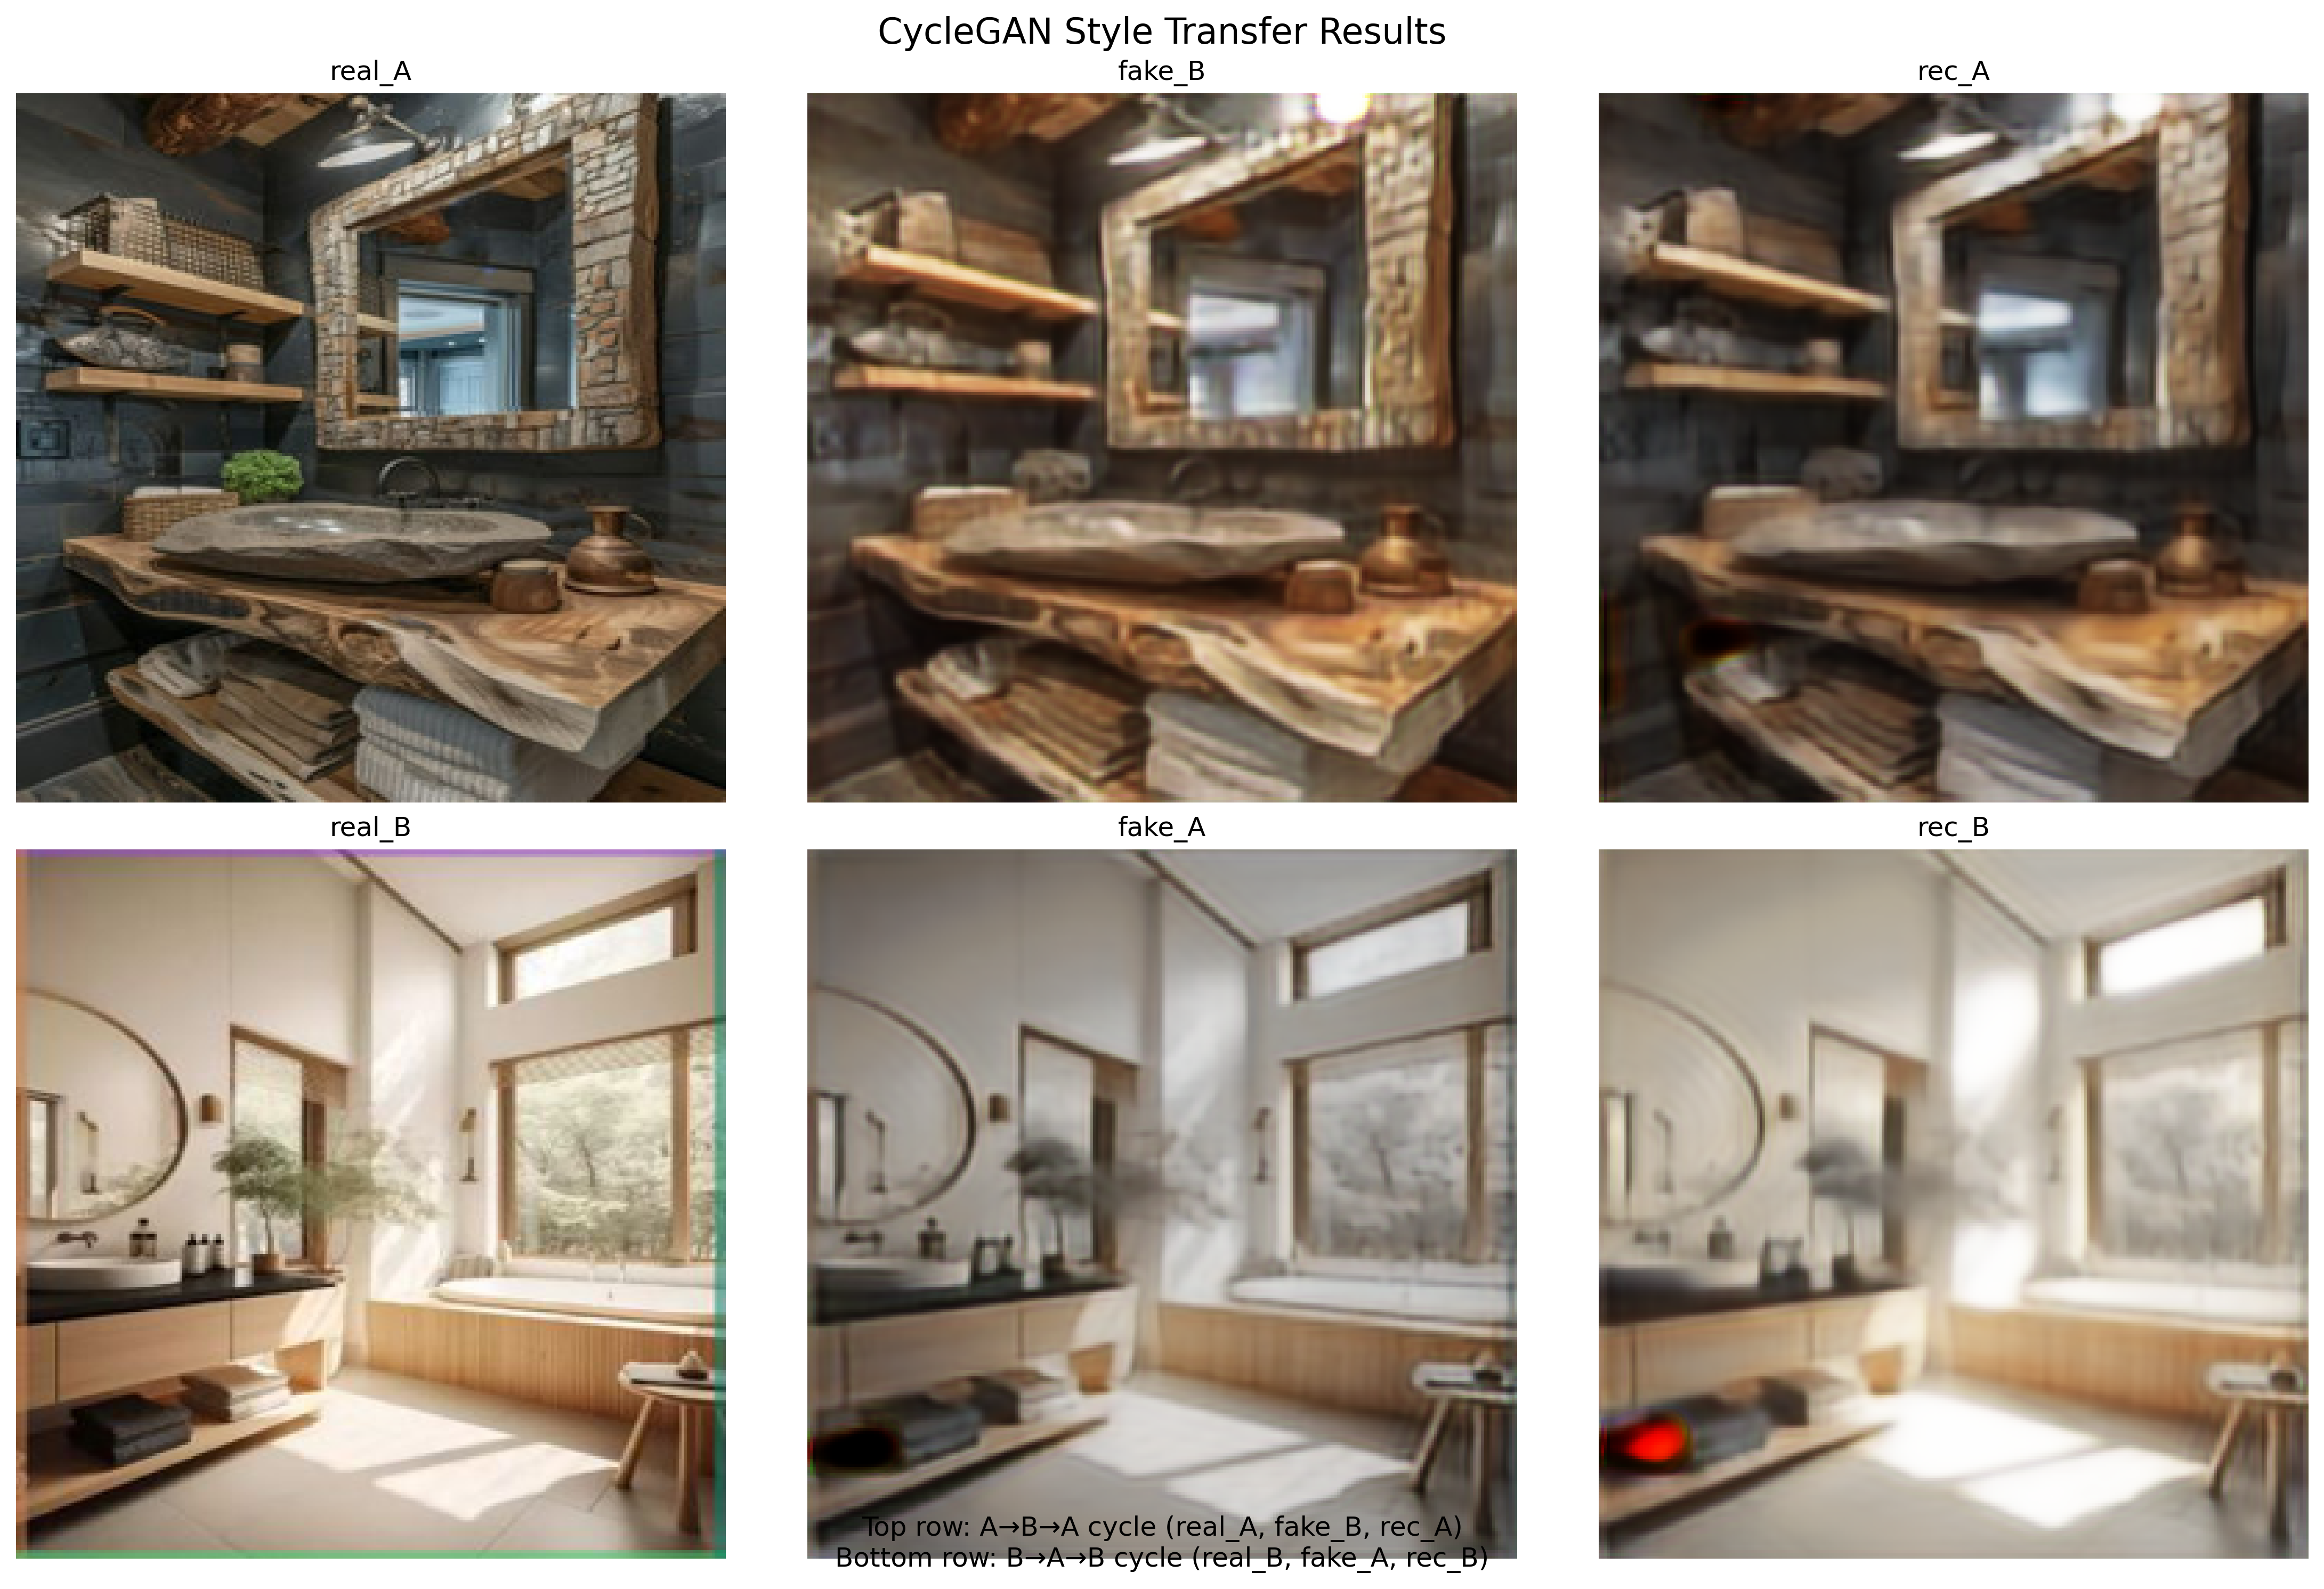 CycleGAN Style Transfer Results
real_A
fake_B
rec_A
real_B
fake_A
rec_B
Top row: A→B→A cycle (real_A, fake_B, rec_A)
Bottom row: B→A→B cycle (real_B, fake_A, rec_B)